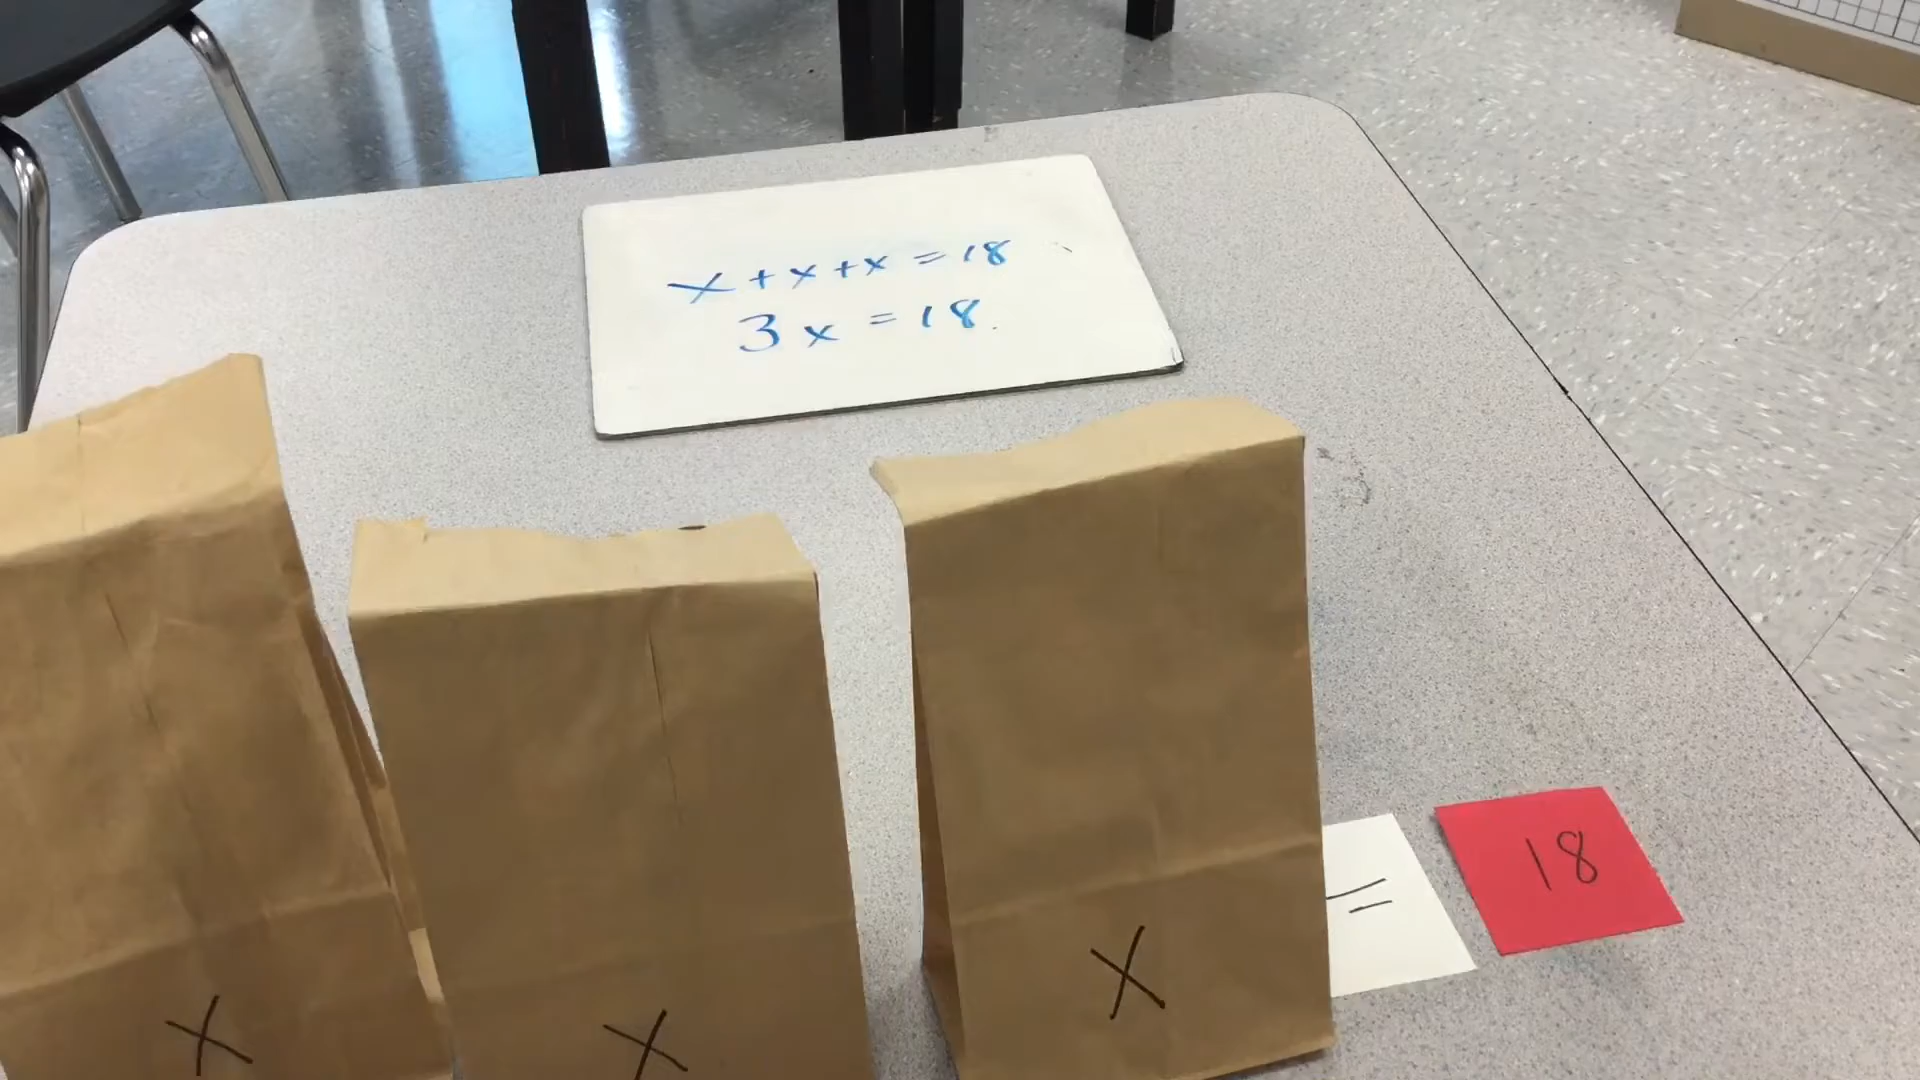 x+x+x=18
3x=18.
X X X = 18